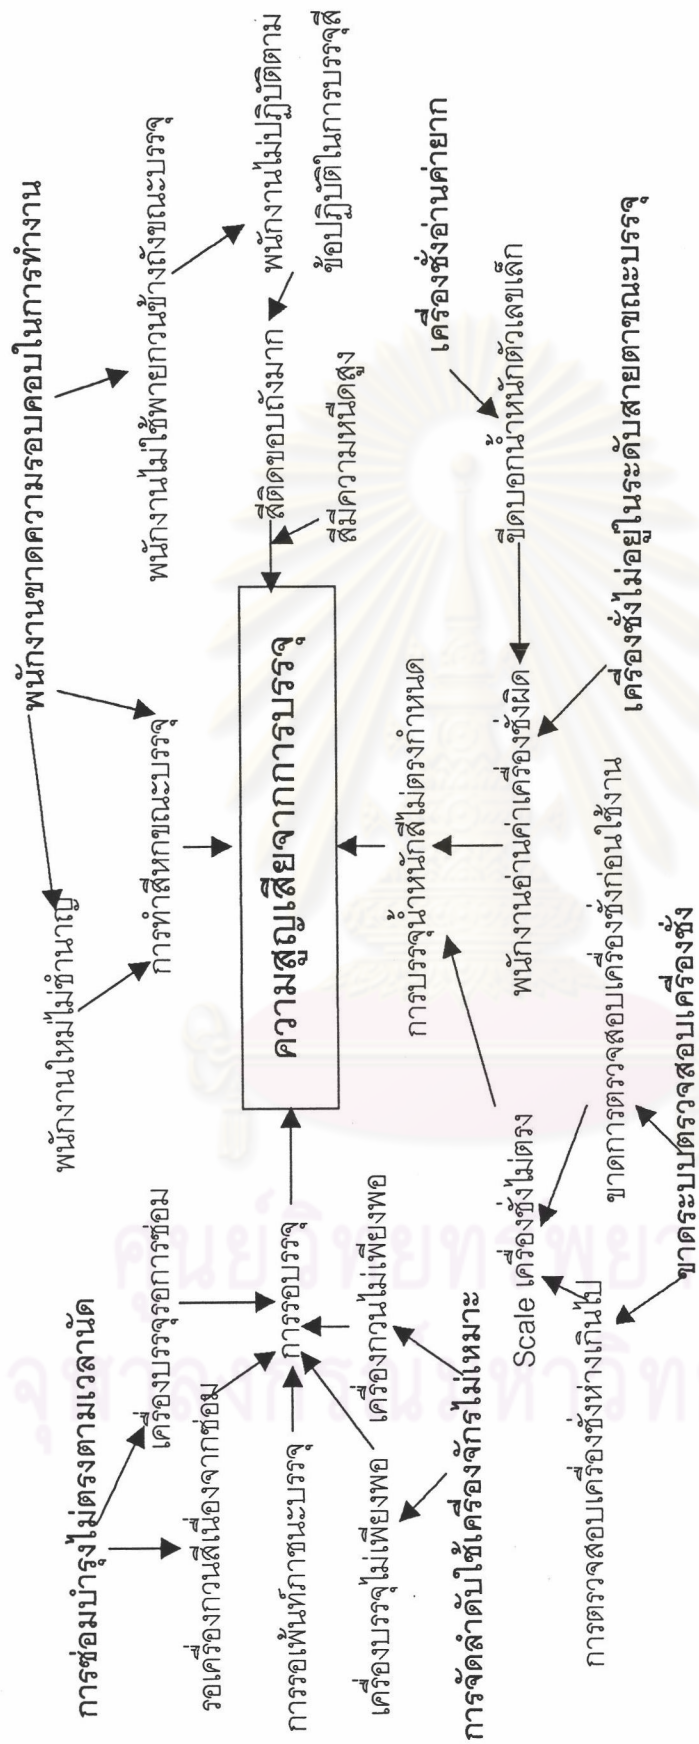 การซ่อมบำรุงไม่ตรงตามเวลานัด
เครื่องบรรจุรอการซ่อม
รอเครื่องกวนสีเนื่องจากซ่อม
การรอบรรจุ
การรอเพ้นท์ภาชนะบรรจุ
เครื่องกวนไม่เพียงพอ
เครื่องบรรจุไม่เพียงพอ
การจัดลำดับใช้เครื่องจักรไม่เหมาะ
พนักงานขาดความรอบคอบในการทำงาน
พนักงานใหม่ไม่ชำนาญ
การทำสีหกขณะบรรจุ
พนักงานไม่ใช้พายกวนข้างถังขณะบรรจุ
พนักงานไม่ปฏิบัติตาม
ข้อปฏิบัติในการบรรจุสี
สีติดขอบถังมาก
สีมีความหนืดสูง
ความสูญเสียจากการบรรจุ
การบรรจุน้ำหนักสีไม่ตรงกำหนด
เครื่องชั่งอ่านค่ายาก
ขีดบอกน้ำหนักตัวเลขเล็ก
พนักงานอ่านค่าเครื่องชั่งผิด
เครื่องชั่งไม่อยู่ในระดับสายตาขณะบรรจุ
Scale เครื่องชั่งไม่ตรง
ขาดการตรวจสอบเครื่องชั่งก่อนใช้งาน
การตรวจสอบเครื่องชั่งห่างเกินไป
ขาดระบบตรวจสอบเครื่องชั่ง
ศูนย์วิทยทรัพยา
จุฬาลงกรณ์มหาวิท